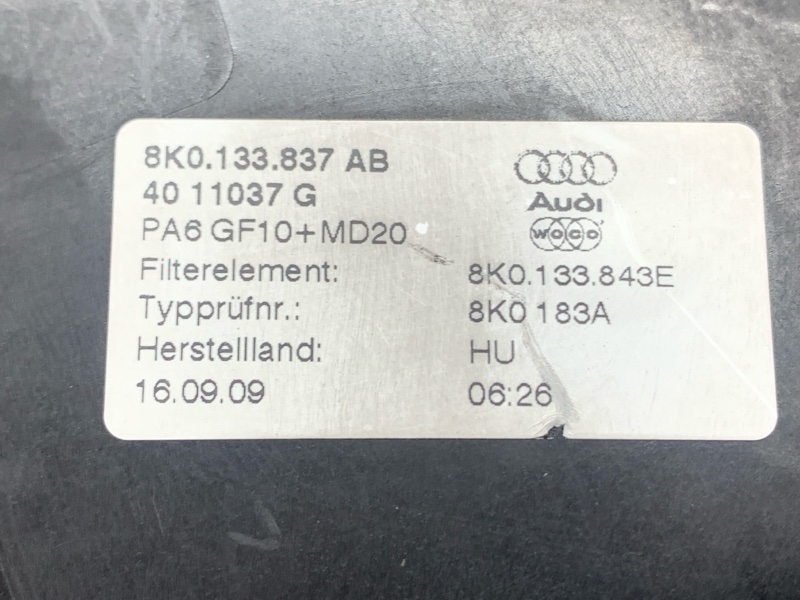 8K0.133.837 AB
40 11037 G
PA6 GF10+MD20
Audi
WOCO
Filterelement: 8K0.133.843E
Typprüfnr.: 8K0 183A
Herstellland: HU
16.09.09 06:26